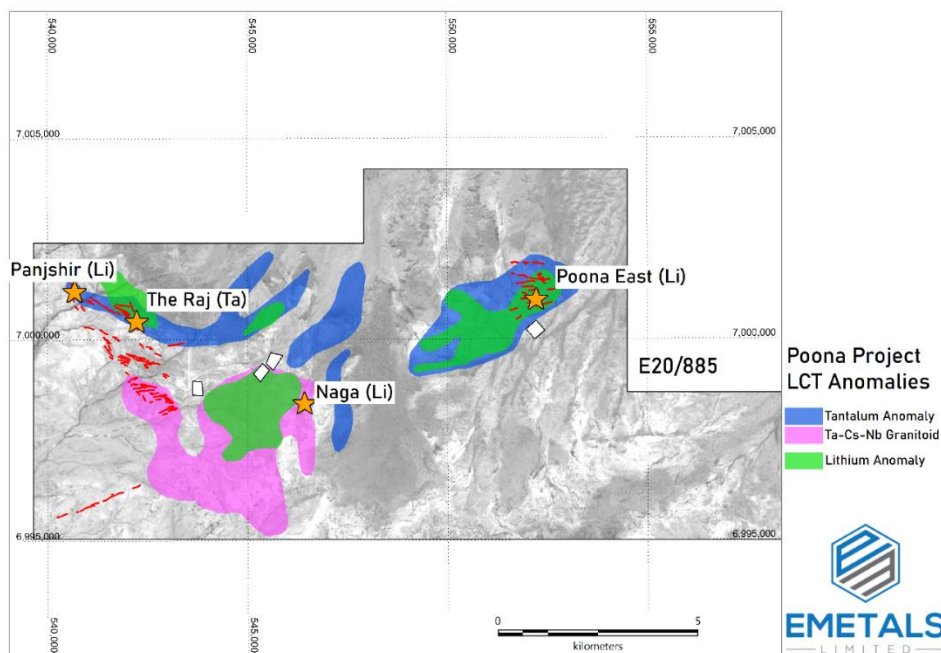 540,000
545,000
550,000
555,000
7,005,000
7,005,000
Panjshir (Li)
The Raj (Ta)
Poona East (Li)
7,000,000
7,000,000
E20/885
Naga (Li)
Poona Project
LCT Anomalies
Tantalum Anomaly
Ta-Cs-Nb Granitoid
Lithium Anomaly
6,995,000
6,995,000
540,000
545,000
0
5
kilometers
EMETALS
LIMITED